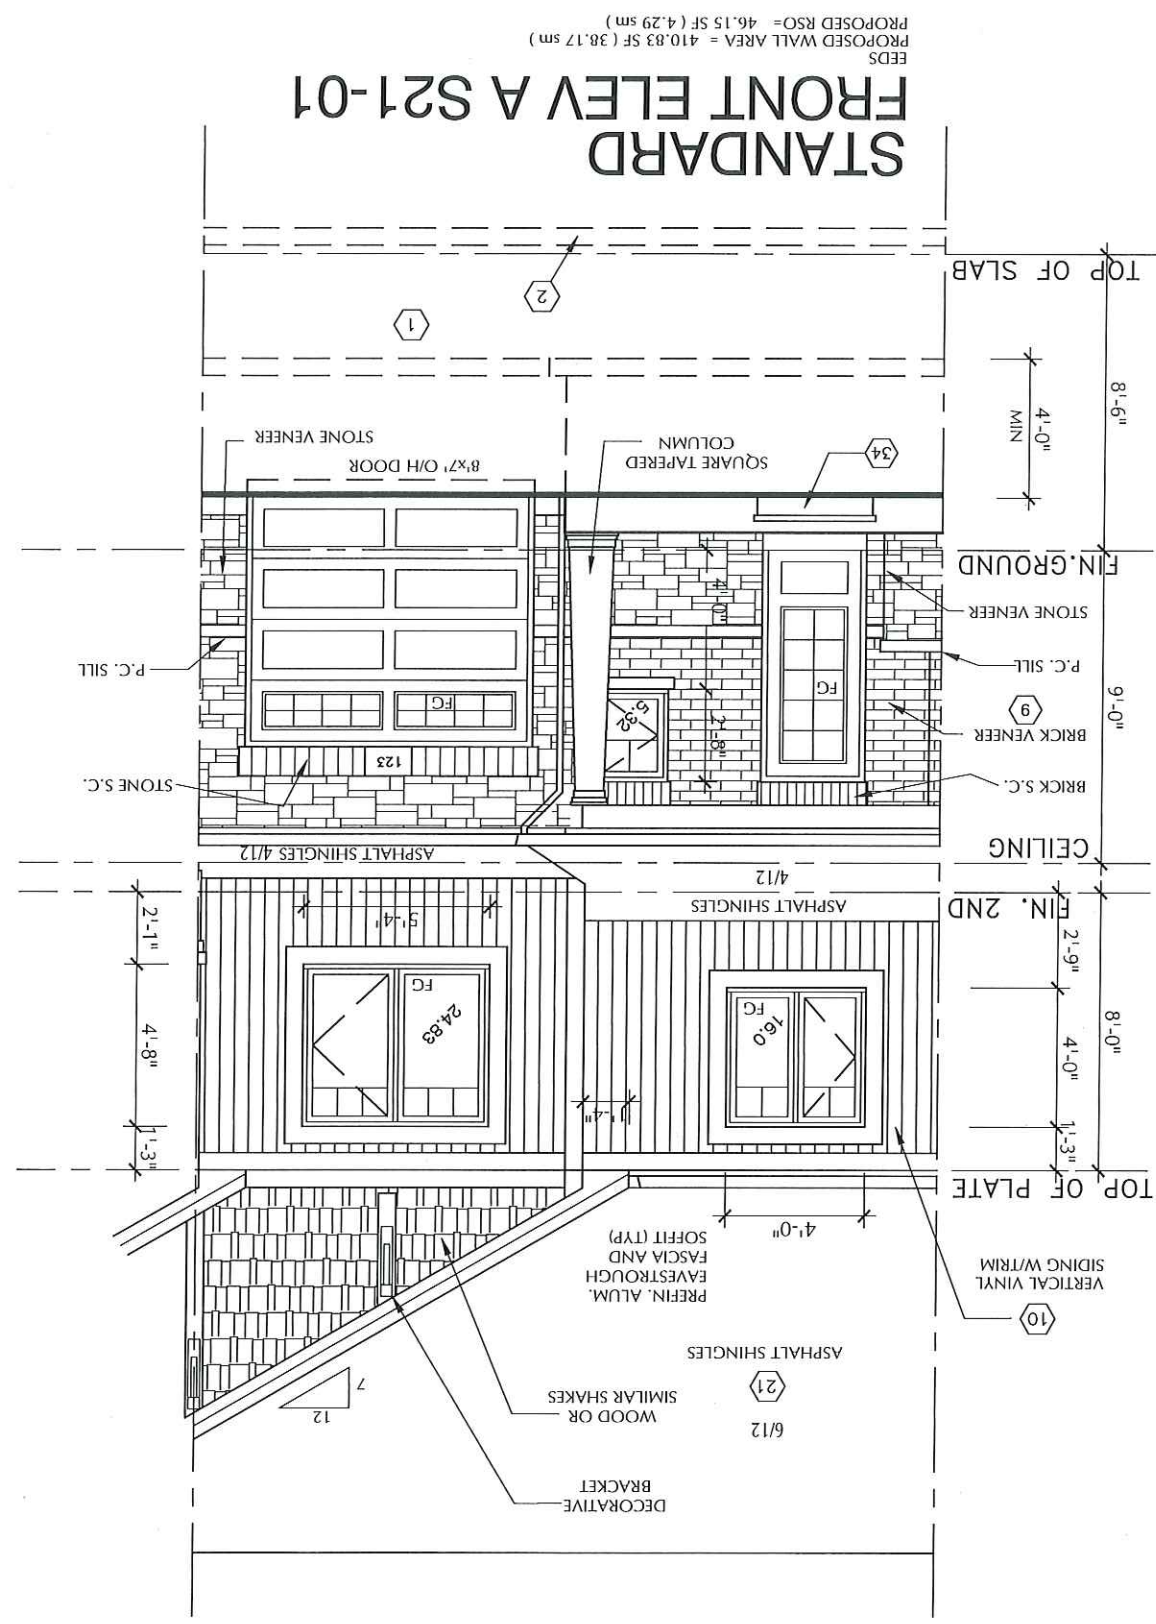 DECORATIVE
BRACKET
6/12
21
ASPHALT SHINGLES
WOOD OR
SIMILAR SHAKES
12
7
10
VERTICAL VINYL
SIDING W/TRIM
PREFIN. ALUM.
EAVESTROUGH
FASCIA AND
SOFFIT (TYP)
4'-0"
TOP OF PLATE
1'-3"
4'-0"
2'-9"
8'-0"
1'-4"
16.0
FG
24.83
FG
5'-4"
1'-3"
4'-8"
2'-1"
FIN. 2ND
ASPHALT SHINGLES
4/12
ASPHALT SHINGLES 4/12
CEILING
BRICK S.C.
BRICK VENEER
9
P.C. SILL
STONE VENEER
9'-0"
FG
5.32
2'-8"
4'-0"
123
STONE S.C.
FG
P.C. SILL
FIN.GROUND
34
SQUARE TAPERED
COLUMN
8'x7' O/H DOOR
STONE VENEER
4'-0"
MIN
8'-6"
1
2
TOP OF SLAB
STANDARD
FRONT ELEV A S21-01
EEDS
PROPOSED WALL AREA = 410.83 SF ( 38.17 sm )
PROPOSED RSO= 46.15 SF ( 4.29 sm )